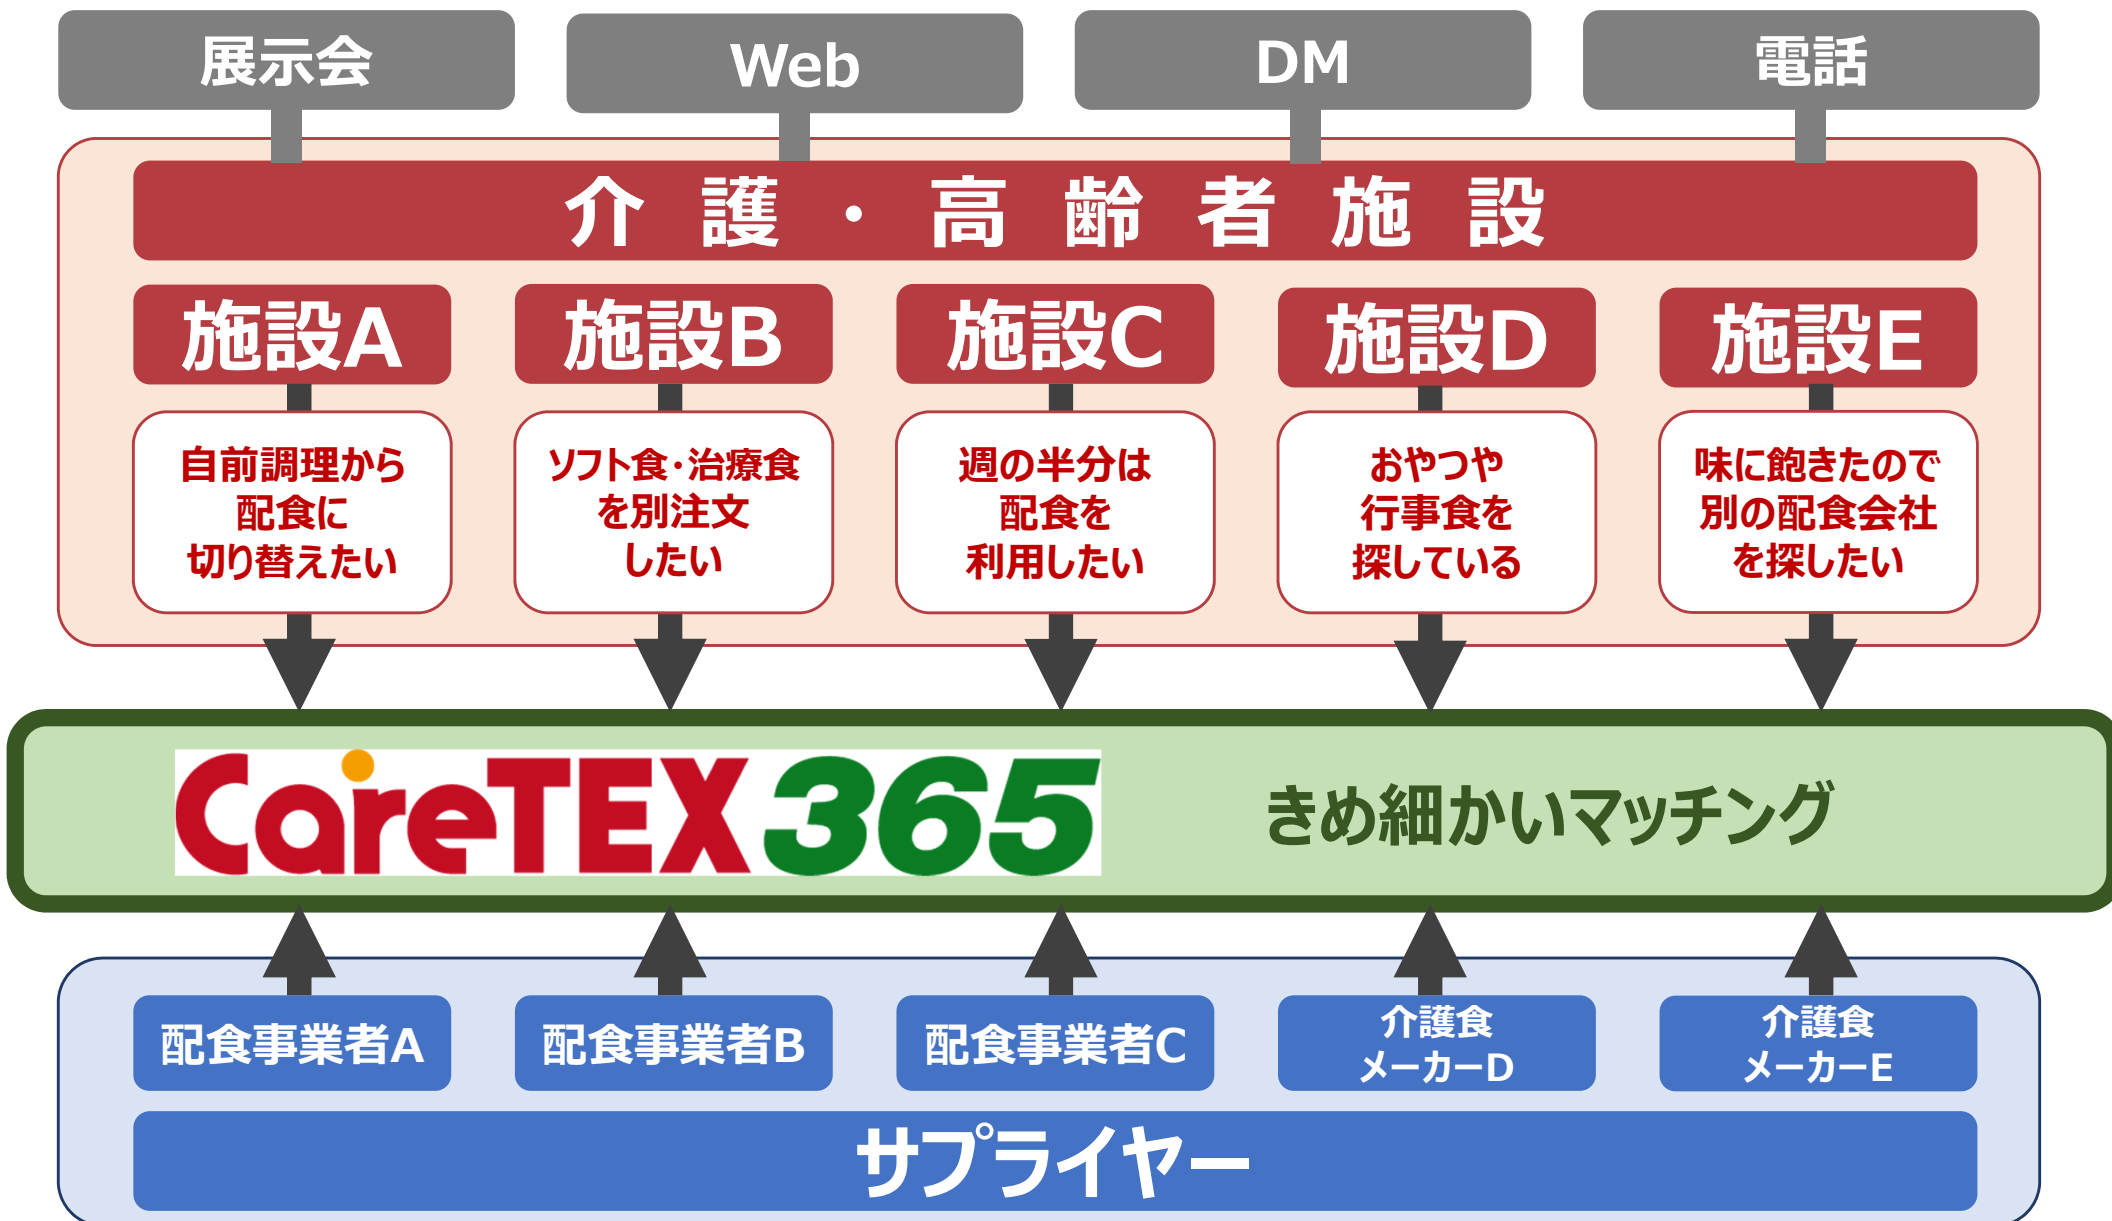 展示会
Web
DM
電話
介護・高齢者施設
施設A
施設B
施設C
施設D
施設E
自前調理から
配食に
切り替えたい
ソフト食・治療食
を別注文
したい
週の半分は
配食を
利用したい
おやつや
行事食を
探している
味に飽きたので
別の配食会社
を探したい
CareTEX365
きめ細かいマッチング
配食事業者A
配食事業者B
配食事業者C
介護食
メーカーD
介護食
メーカーE
サプライヤー